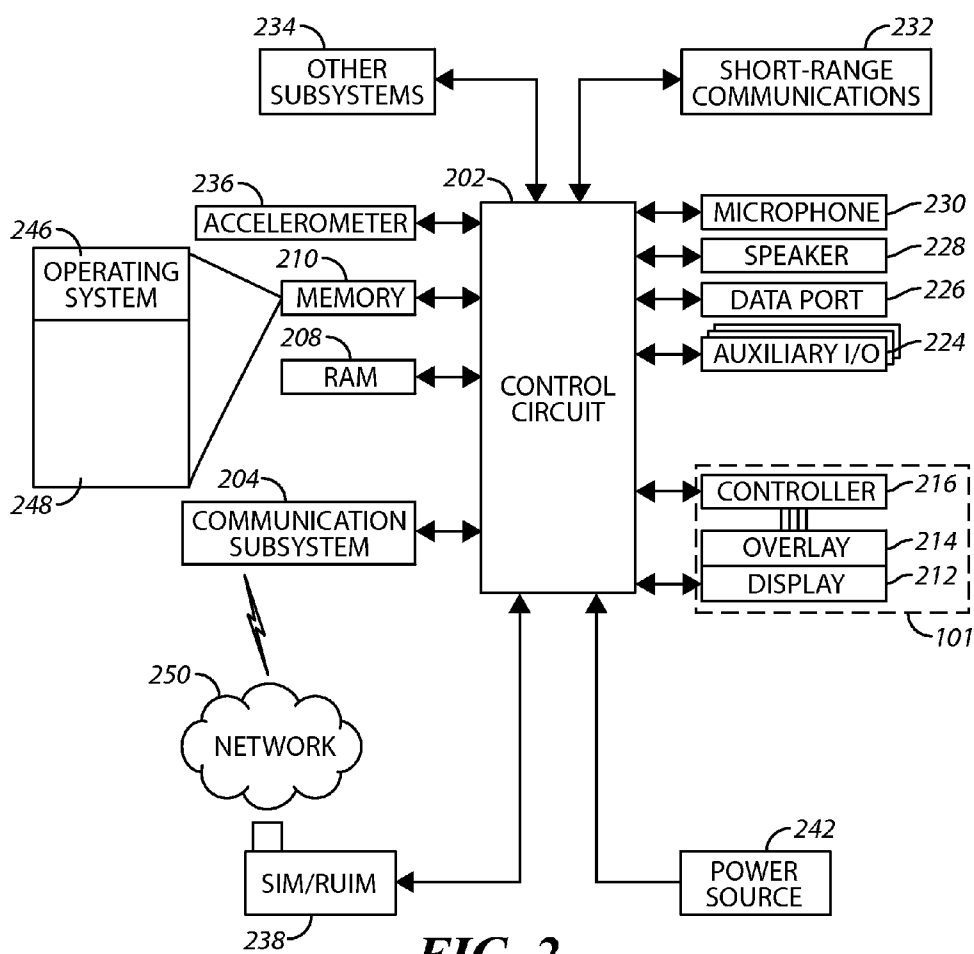 234
OTHER
SUBSYSTEMS
232
SHORT-RANGE
COMMUNICATIONS
202
236
ACCELEROMETER
246
OPERATING
SYSTEM
210
MEMORY
208
RAM
248
204
COMMUNICATION
SUBSYSTEM
CONTROL
CIRCUIT
MICROPHONE
230
SPEAKER
228
DATA PORT
226
AUXILIARY I/O
224
CONTROLLER
216
OVERLAY
214
DISPLAY
212
101
250
NETWORK
SIM/RUIM
238
242
POWER
SOURCE
FIG. 2